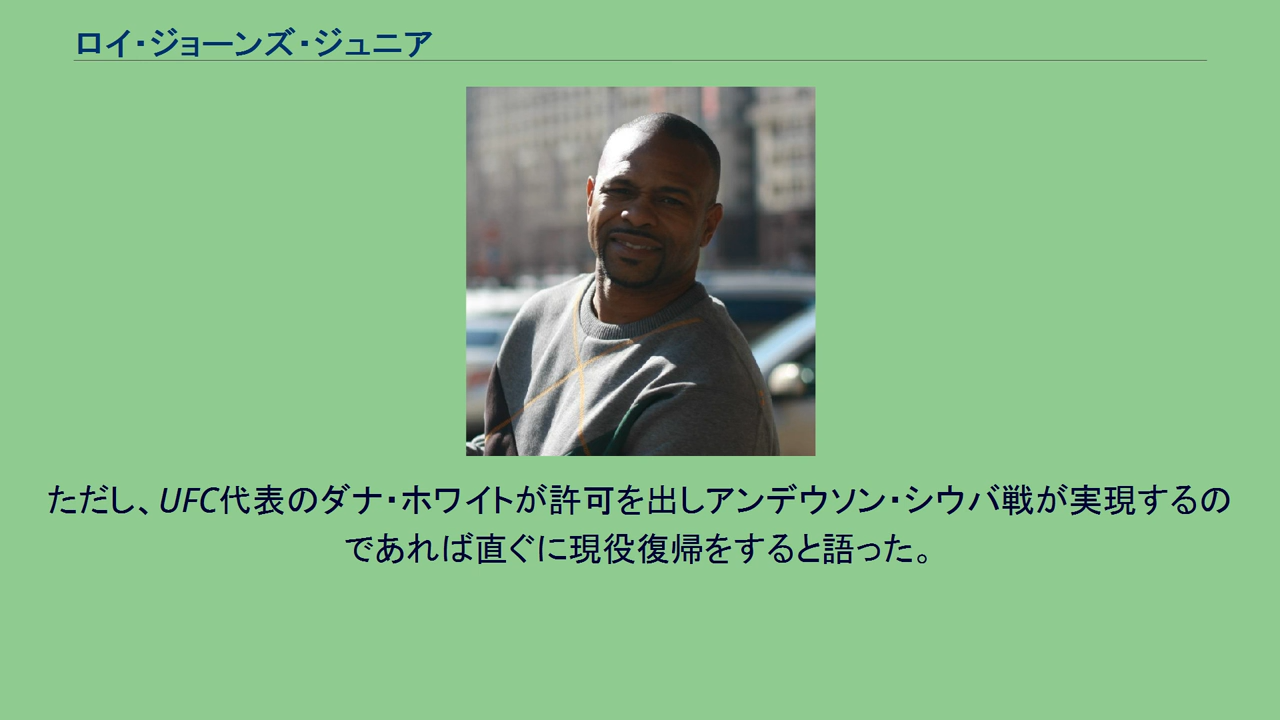 ロイ・ジョーンズ・ジュニア
ただし、UFC代表のダナ・ホワイトが許可を出しアンデウソン・シウバ戦が実現するの
であれば直ぐに現役復帰をすると語った。